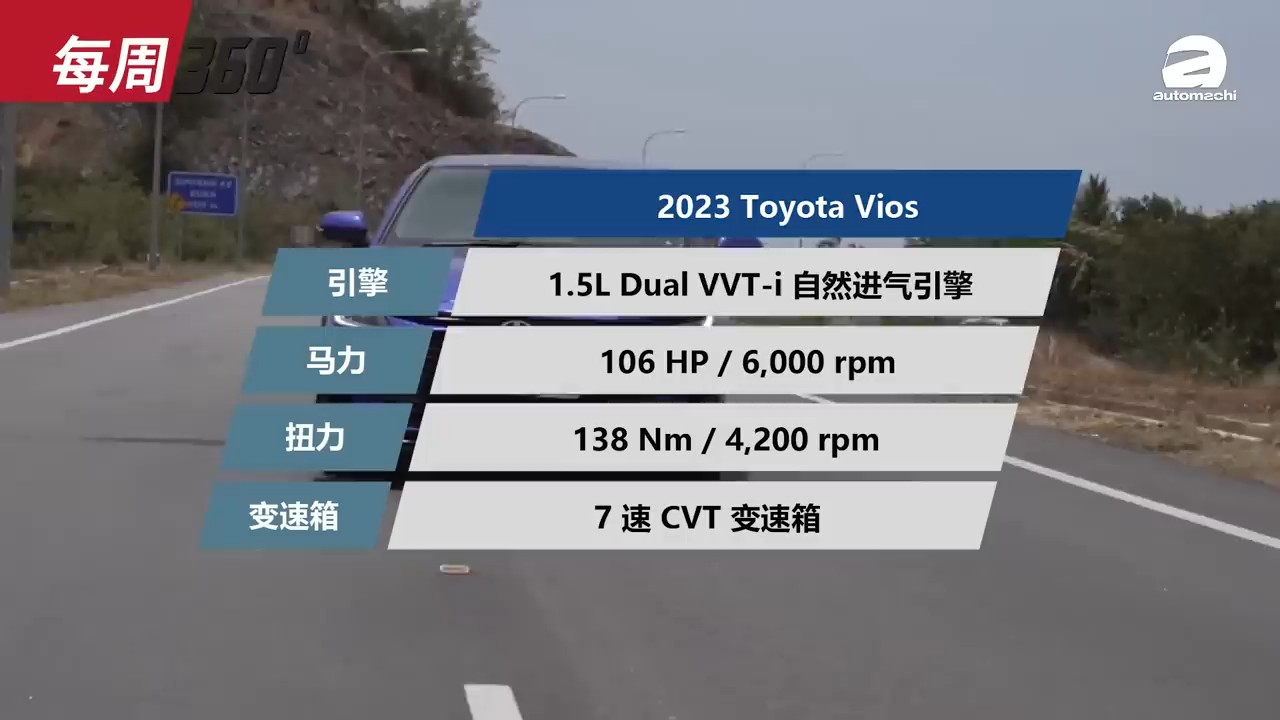 每周360°
automachi
2023 Toyota Vios
引擎 1.5L Dual VVT-i 自然进气引擎
马力 106 HP / 6,000 rpm
扭力 138 Nm / 4,200 rpm
变速箱 7 速 CVT 变速箱